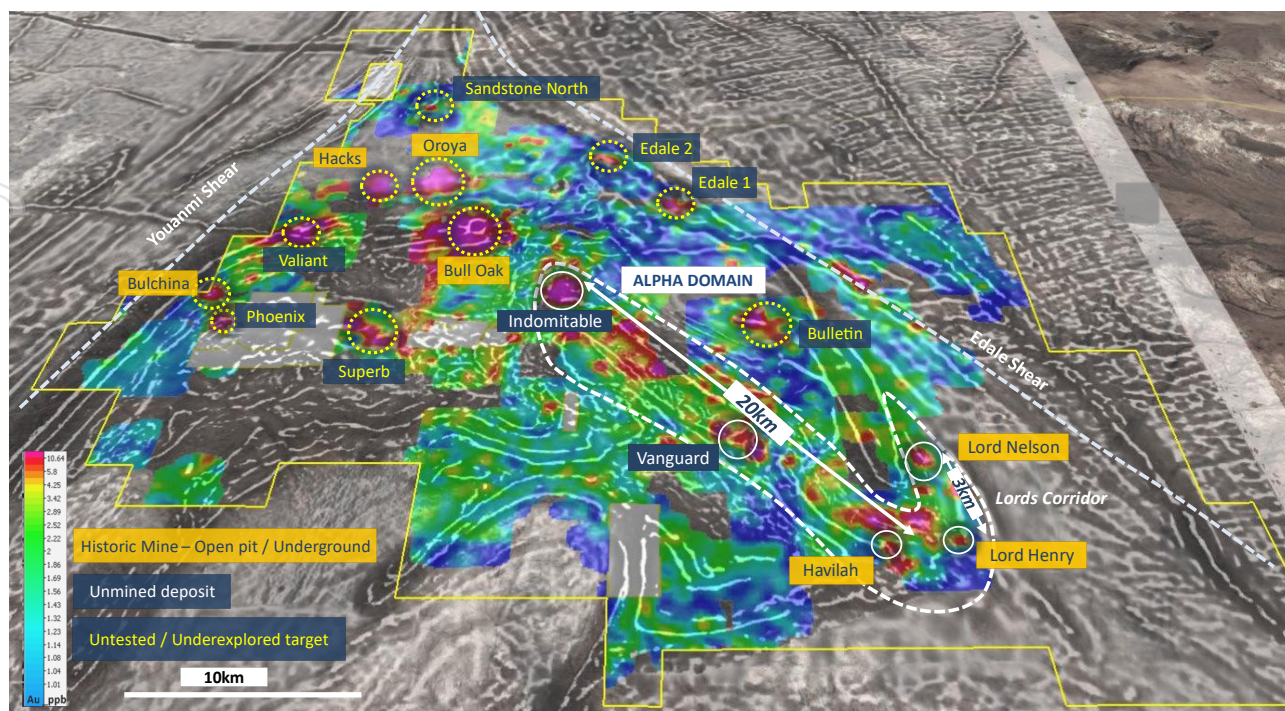 Sandstone North
Hacks
Oroya
Edale 2
Edale 1
Youanmi Shear
Valiant
Bull Oak
Bulchina
Phoenix
Superb
ALPHA DOMAIN
Indomitable
Bulletin
Edale Shear
20km
Vanguard
Lord Nelson
3km
Lords Corridor
Havilah
Lord Henry
10.64
5.8
4.25
3.42
2.92
2.52
2.22
2
1.88
1.56
1.43
1.32
1.23
1.14
1.08
1.04
1.01
Au ppb
Historic Mine – Open pit / Underground
Unmined deposit
Untested / Underexplored target
10km